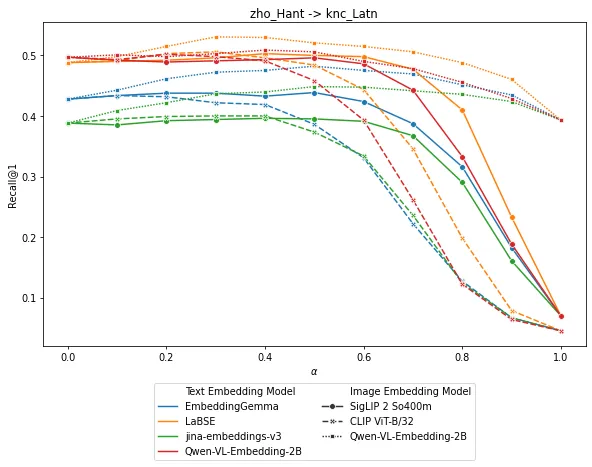 zho_Hant -> knc_Latn
Recall@1
0.5
0.4
0.3
0.2
0.1
0.0
0.2
0.4
0.6
0.8
1.0
α
Text Embedding Model
EmbeddingGemma
LaBSE
jina-embeddings-v3
Qwen-VL-Embedding-2B
Image Embedding Model
SigLIP 2 So400m
CLIP ViT-B/32
Qwen-VL-Embedding-2B